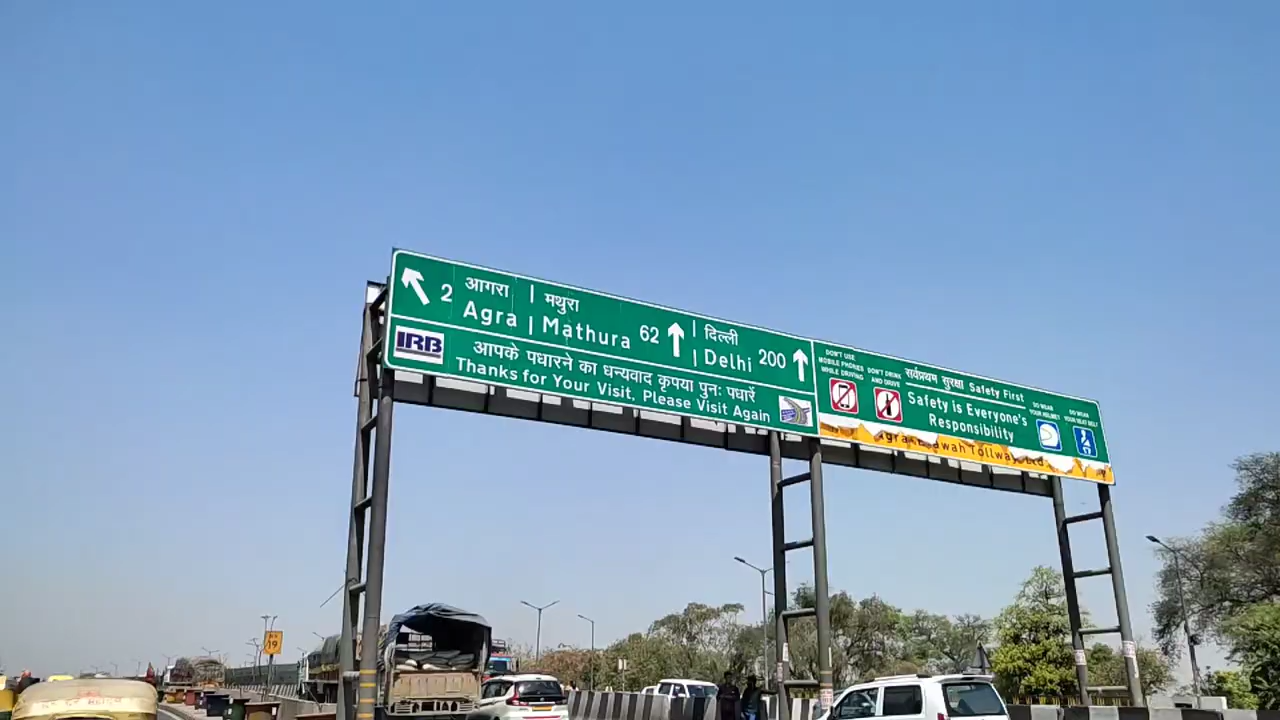 2 आगरा | मथुरा 62 | दिल्ली 200
Agra | Mathura | Delhi
IRB
आपके पधारने का धन्यवाद कृपया पुनः पधारें
Thanks for Your Visit, Please Visit Again
DON'T USE
MOBILE PHONES
WHILE DRIVING
DON'T DRINK
AND DRIVE
सर्वप्रथम सुरक्षा Safety First
Safety is Everyone's
Responsibility
DO WEAR
YOUR HELMET
DO WEAR
YOUR SEAT BELT
Tollway Ltd
19